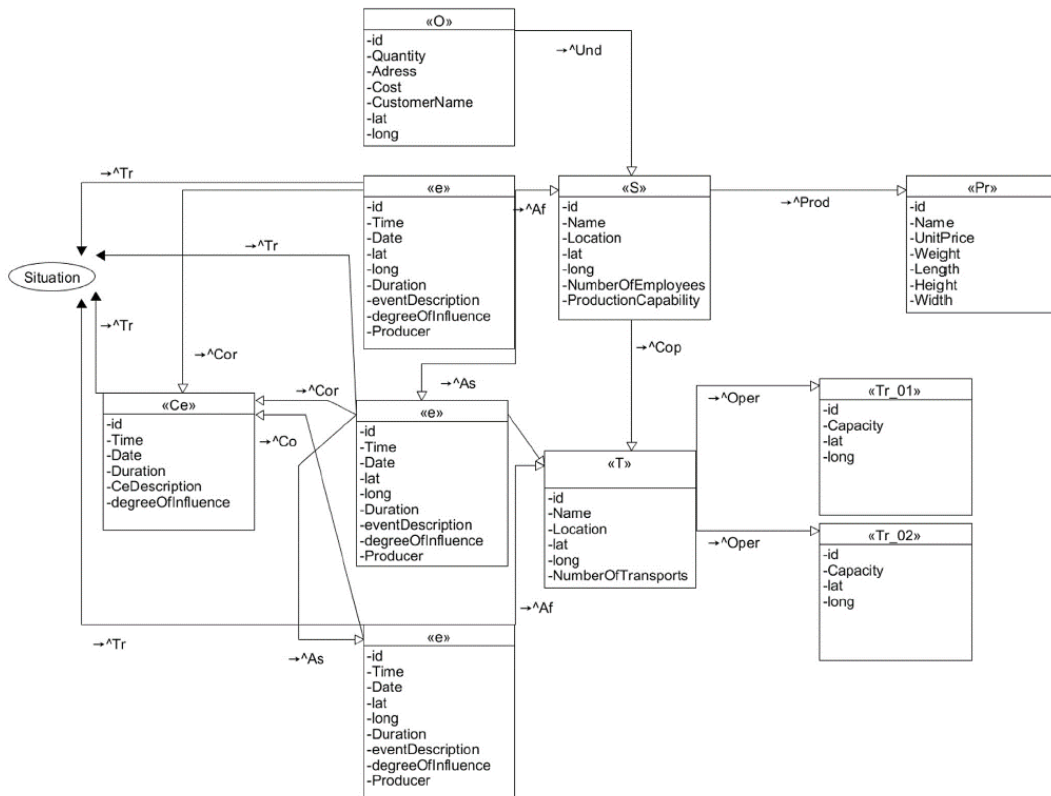 «O»
-id
-Quantity
-Adress
-Cost
-CustomerName
-lat
-long
→^Und
→^Tr
«e»
-id
-Time
-Date
-lat
-long
-Duration
-eventDescription
-degreeOfInfluence
-Producer
→^Af
«S»
-id
-Name
-Location
-lat
-long
-NumberOfEmployees
-ProductionCapability
→^Prod
«Pr»
-id
-Name
-UnitPrice
-Weight
-Length
-Height
-Width
→^Tr
Situation
→^Tr
→^Cor
→^As
→^Cop
«Ce»
-id
-Time
-Date
-Duration
-CeDescription
-degreeOfInfluence
→^Cor
→^Co
«e»
-id
-Time
-Date
-lat
-long
-Duration
-eventDescription
-degreeOfInfluence
-Producer
«T»
-id
-Name
-Location
-lat
-long
-NumberOfTransports
→^Oper
«Tr_01»
-id
-Capacity
-lat
-long
→^Oper
«Tr_02»
-id
-Capacity
-lat
-long
→^Af
→^Tr
→^As
«e»
-id
-Time
-Date
-lat
-long
-Duration
-eventDescription
-degreeOfInfluence
-Producer